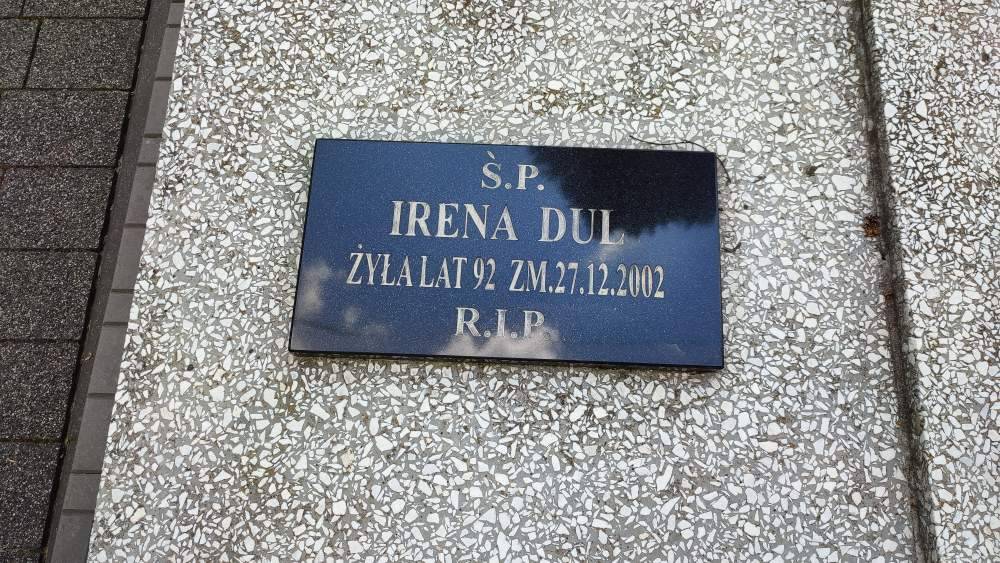 Ś.P.
IRENA DUL
ŻYŁA LAT 92 ZM.27.12.2002
R.I.P.